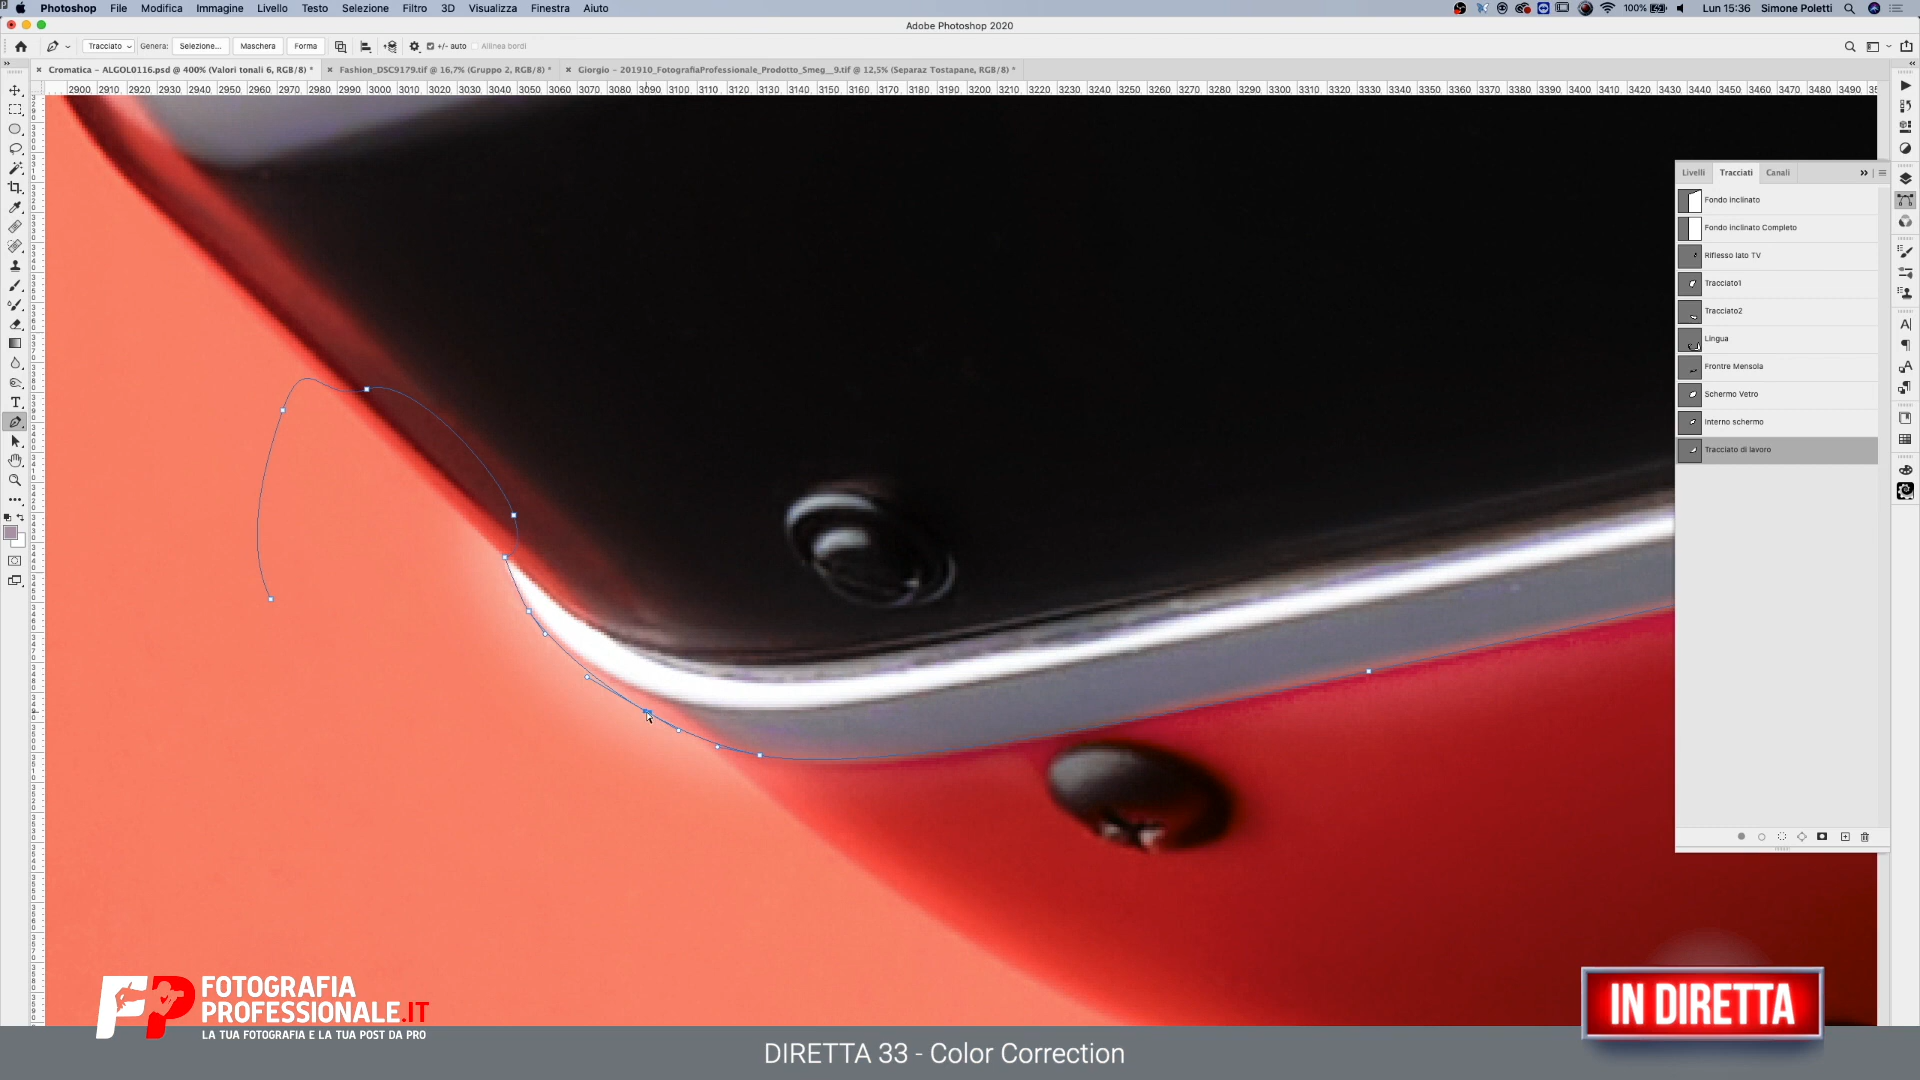 Photoshop File Modifica Immagine Livello Testo Selezione Filtro 3D Visualizza Finestra Aiuto 100% Lun 15:36 Simone Poletti
Adobe Photoshop 2020
Tracciato Genera: Selezione... Maschera Forma +/- auto Allinea bordi
Cromatica - ALGOL0116.psd @ 400% (Valori tonali 6, RGB/8) *
Fashion_DSC9179.tif @ 16,7% (Gruppo 2, RGB/8) *
Giorgio - 201910_FotografiaProfessionale_Prodotto_Smeg__9.tif @ 12,5% (Separaz Tostapane, RGB/8) *
2900 2910 2920 2930 2940 2950 2960 2970 2980 2990 3000 3010 3020 3030 3040 3050 3060 3070 3080 3090 3100 3110 3120 3130 3140 3150 3160 3170 3180 3190 3200 3210 3220 3230 3240 3250 3260 3270 3280 3290 3300 3310 3320 3330 3340 3350 3360 3370 3380 3390 3400 3410 3420 3430 3440 3450 3460 3470 3480 3490
Livelli Tracciati Canali
Fondo inclinato
Fondo inclinato Completo
Riflesso lato TV
Tracciato1
Tracciato2
Lingua
Frontre Mensola
Schermo Vetro
Interno schermo
Tracciato di lavoro
FP FOTOGRAFIA
PROFESSIONALE.IT
LA TUA FOTOGRAFIA E LA TUA POST DA PRO
IN DIRETTA
DIRETTA 33 - Color Correction